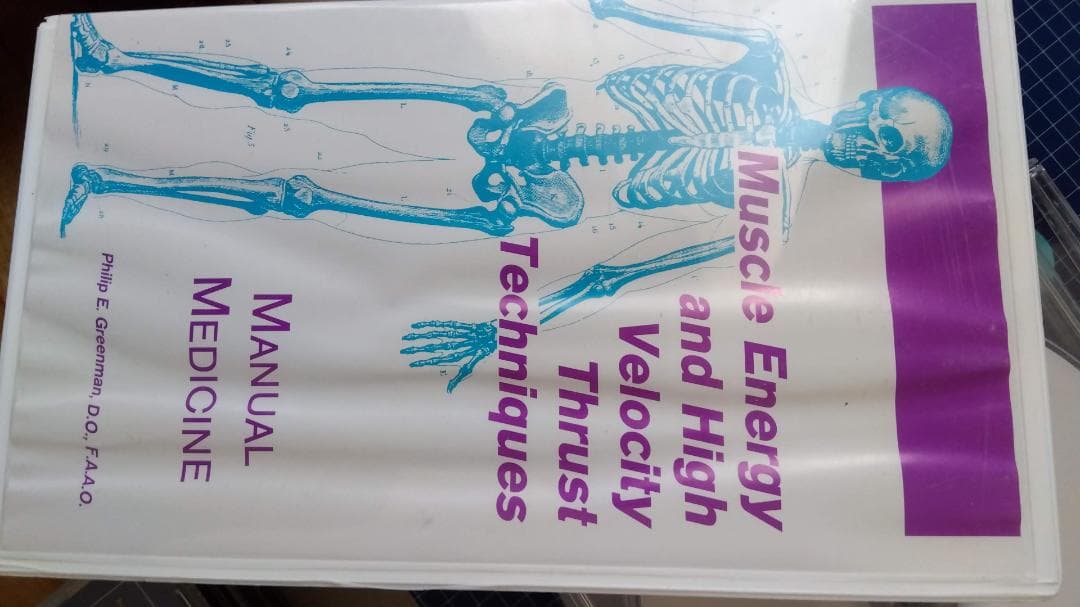 Muscle Energy
and High
Velocity
Thrust
Techniques
MANUAL
MEDICINE
Philip E. Greenman, D.O., F.A.A.O.